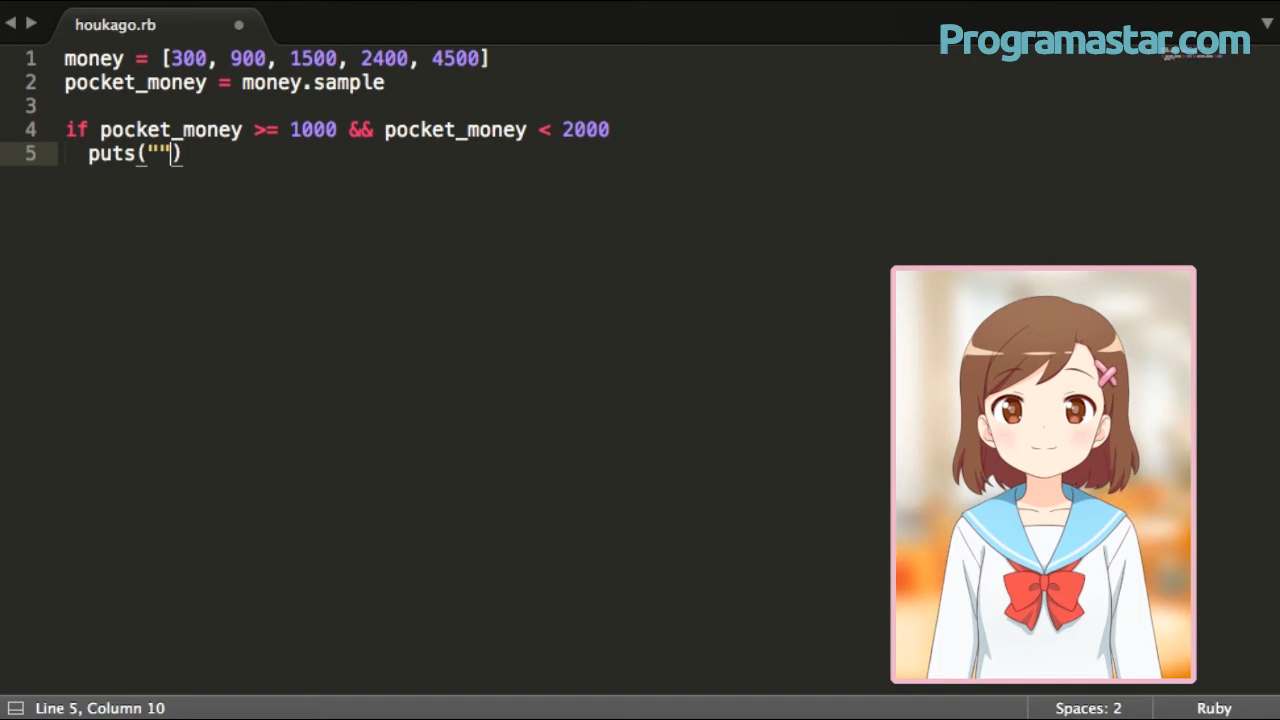 houkago.rb
Programastar.com
1 money = [300, 900, 1500, 2400, 4500]
2 pocket_money = money.sample
3
4 if pocket_money >= 1000 && pocket_money < 2000
5 puts("")
Line 5, Column 10
Spaces: 2
Ruby